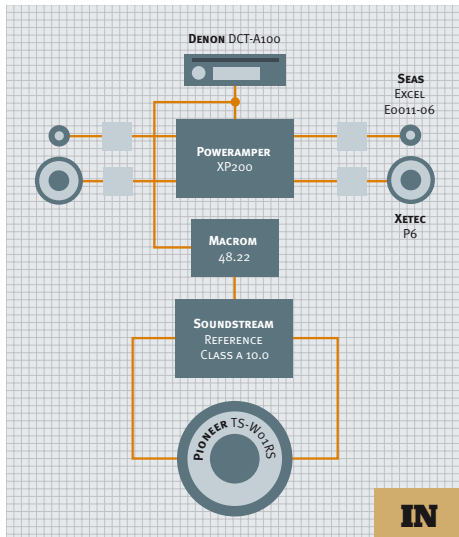 DENON DCT-A100
SEAS
EXCEL
E0011-06
POWERAMPER
XP200
XETEC
P6
MACROM
48.22
SOUNDSTREAM
REFERENCE
CLASS A 10.0
PIONEER TS-W01RS
IN